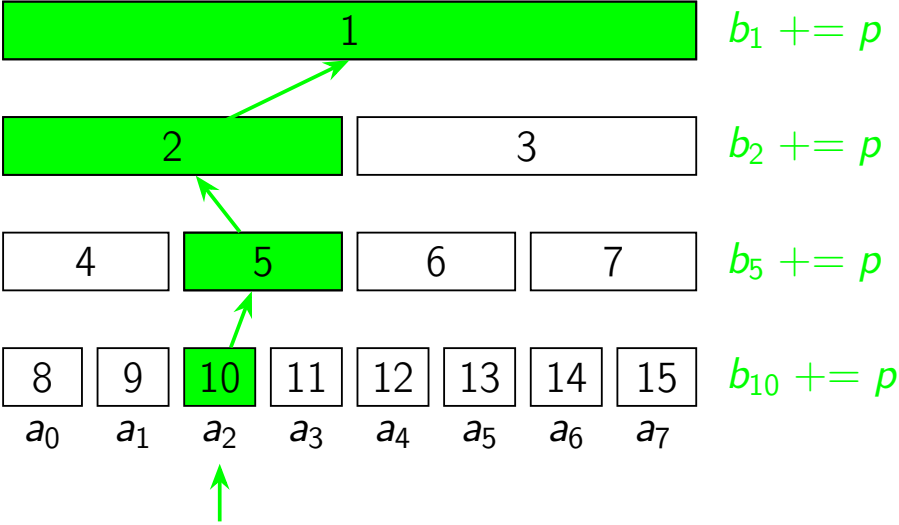 1 b₁ += p
2 3 b₂ += p
4 5 6 7 b₅ += p
8 9 10 11 12 13 14 15 b₁₀ += p
a₀ a₁ a₂ a₃ a₄ a₅ a₆ a₇